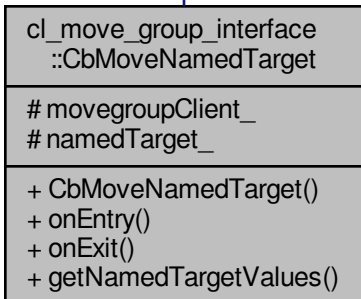 cl_move_group_interface
::CbMoveNamedTarget
# movegroupClient_
# namedTarget_
+ CbMoveNamedTarget()
+ onEntry()
+ onExit()
+ getNamedTargetValues()